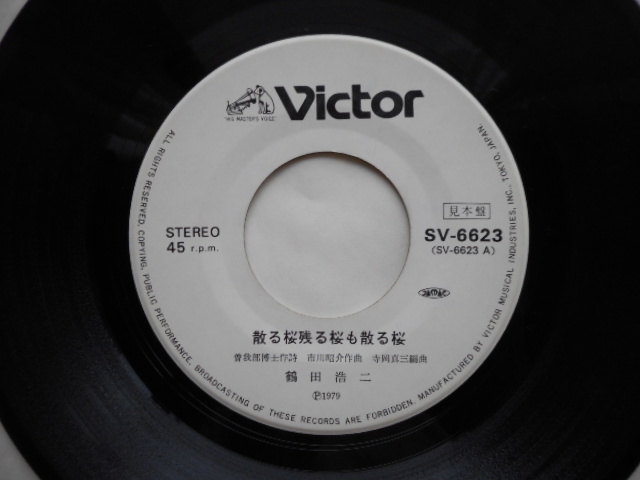 "HIS MASTER'S VOICE"
Victor
見本盤
STEREO
45 r.p.m.
SV-6623
(SV-6623 A)
JASRAC
散る桜残る桜も散る桜
曽我部博士作詩 市川昭介作曲 寺岡真三編曲
鶴田浩二
Ⓟ1979
ALL RIGHTS RESERVED. COPYING, PUBLIC PERFORMANCE, BROADCASTING OF THESE RECORDS ARE FORBIDDEN. MANUFACTURED BY VICTOR MUSICAL INDUSTRIES, INC., TOKYO, JAPAN.